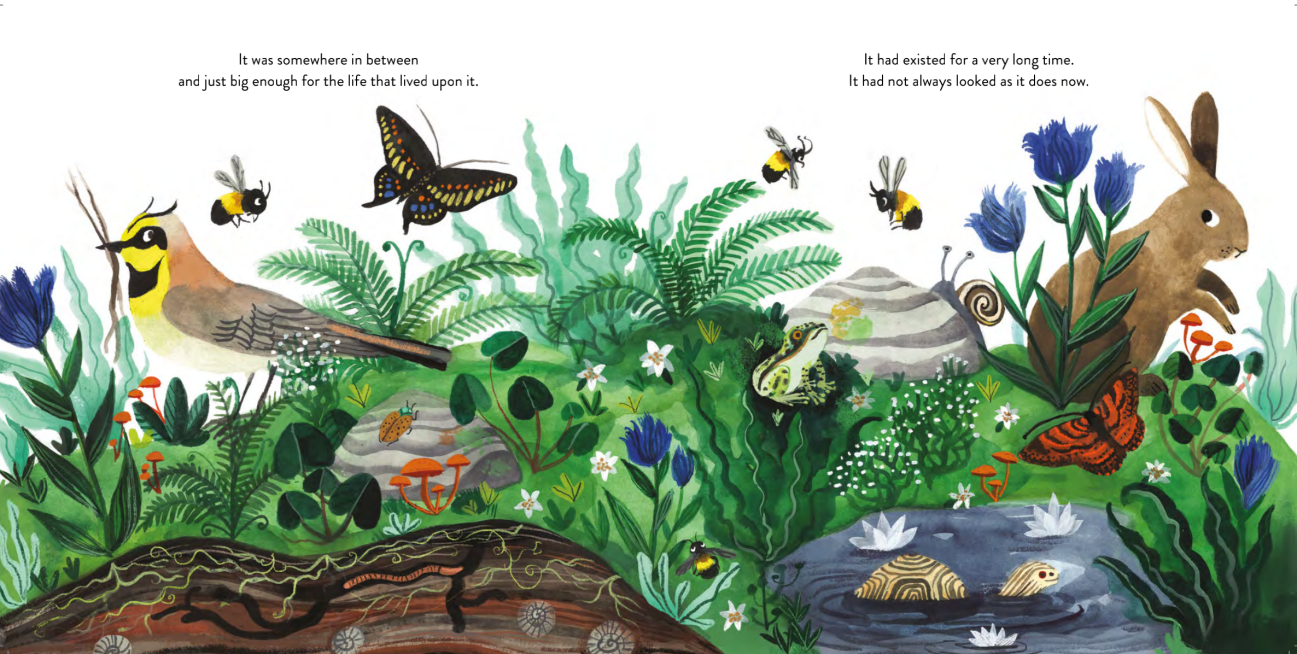 It was somewhere in between
and just big enough for the life that lived upon it.
It had existed for a very long time.
It had not always looked as it does now.